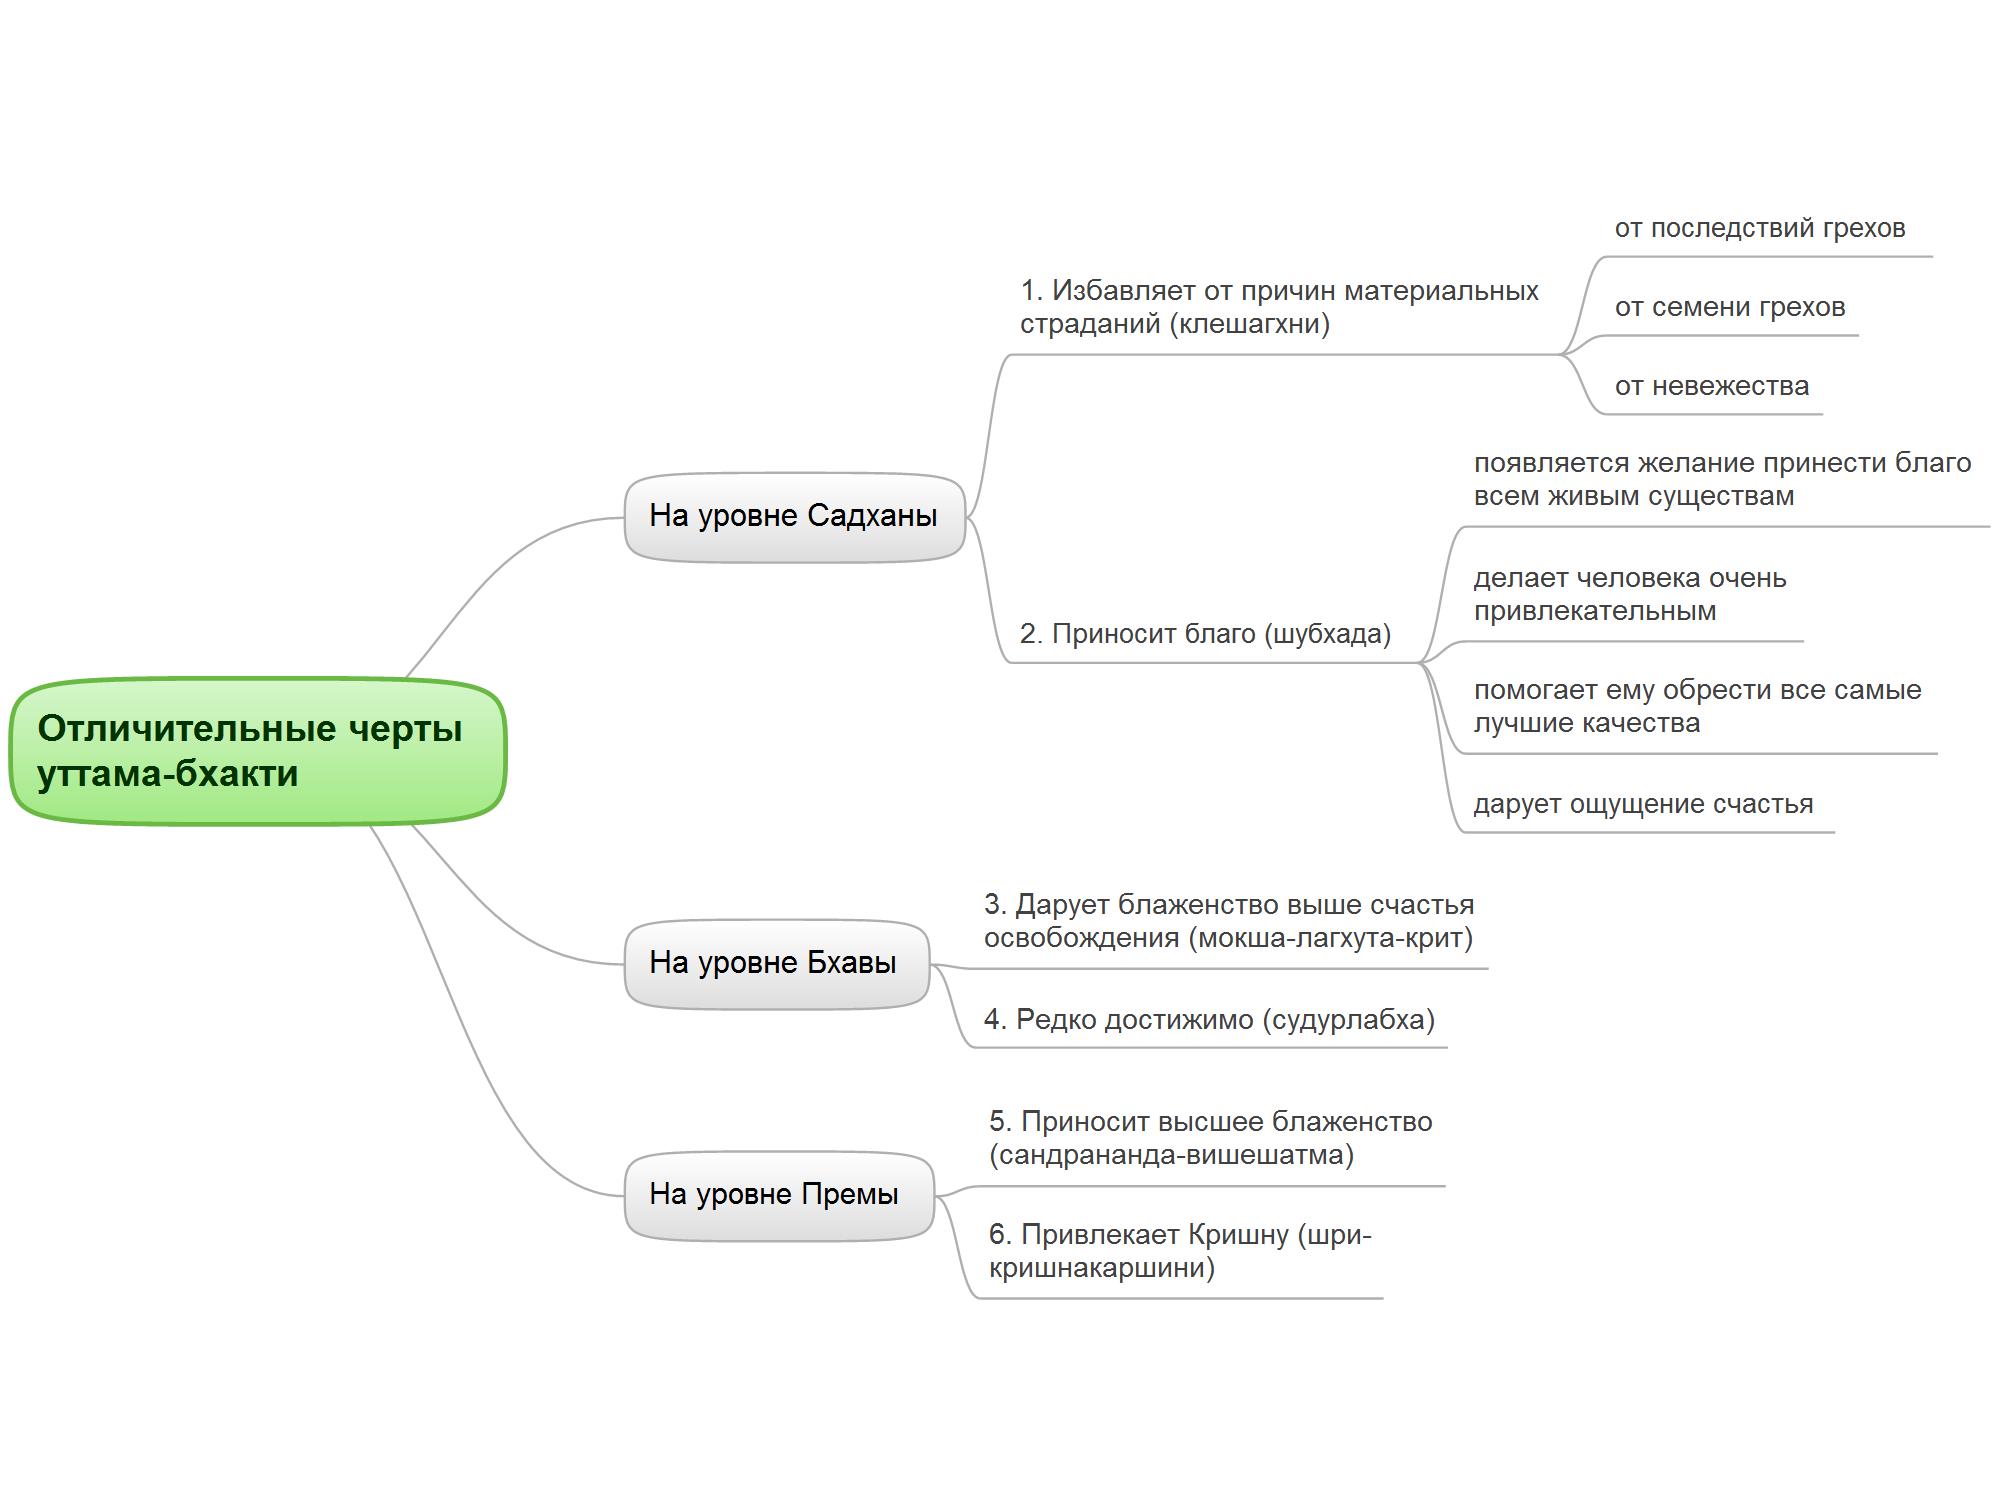 Отличительные черты
уттама-бхакти
На уровне Садханы
1. Избавляет от причин материальных
страданий (клешагхни)
от последствий грехов
от семени грехов
от невежества
2. Приносит благо (шубхада)
появляется желание принести благо
всем живым существам
делает человека очень
привлекательным
помогает ему обрести все самые
лучшие качества
дарует ощущение счастья
На уровне Бхавы
3. Дарует блаженство выше счастья
освобождения (мокша-лагхута-крит)
4. Редко достижимо (судурлабха)
На уровне Премы
5. Приносит высшее блаженство
(сандрананда-вишешатма)
6. Привлекает Кришну (шри-
кришнакаршини)